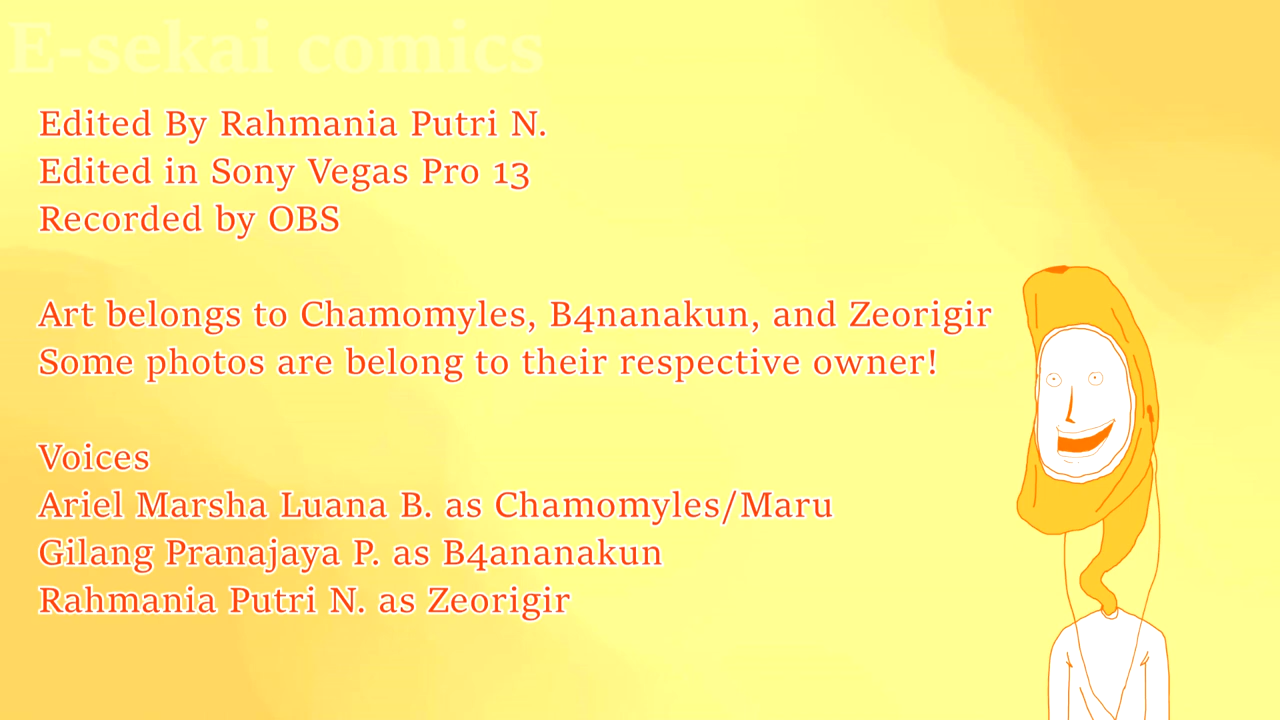 E-sekai comics
Edited By Rahmania Putri N.
Edited in Sony Vegas Pro 13
Recorded by OBS
Art belongs to Chamomyles, B4nanakun, and Zeorigir
Some photos are belong to their respective owner!
Voices
Ariel Marsha Luana B. as Chamomyles/Maru
Gilang Pranajaya P. as B4ananakun
Rahmania Putri N. as Zeorigir